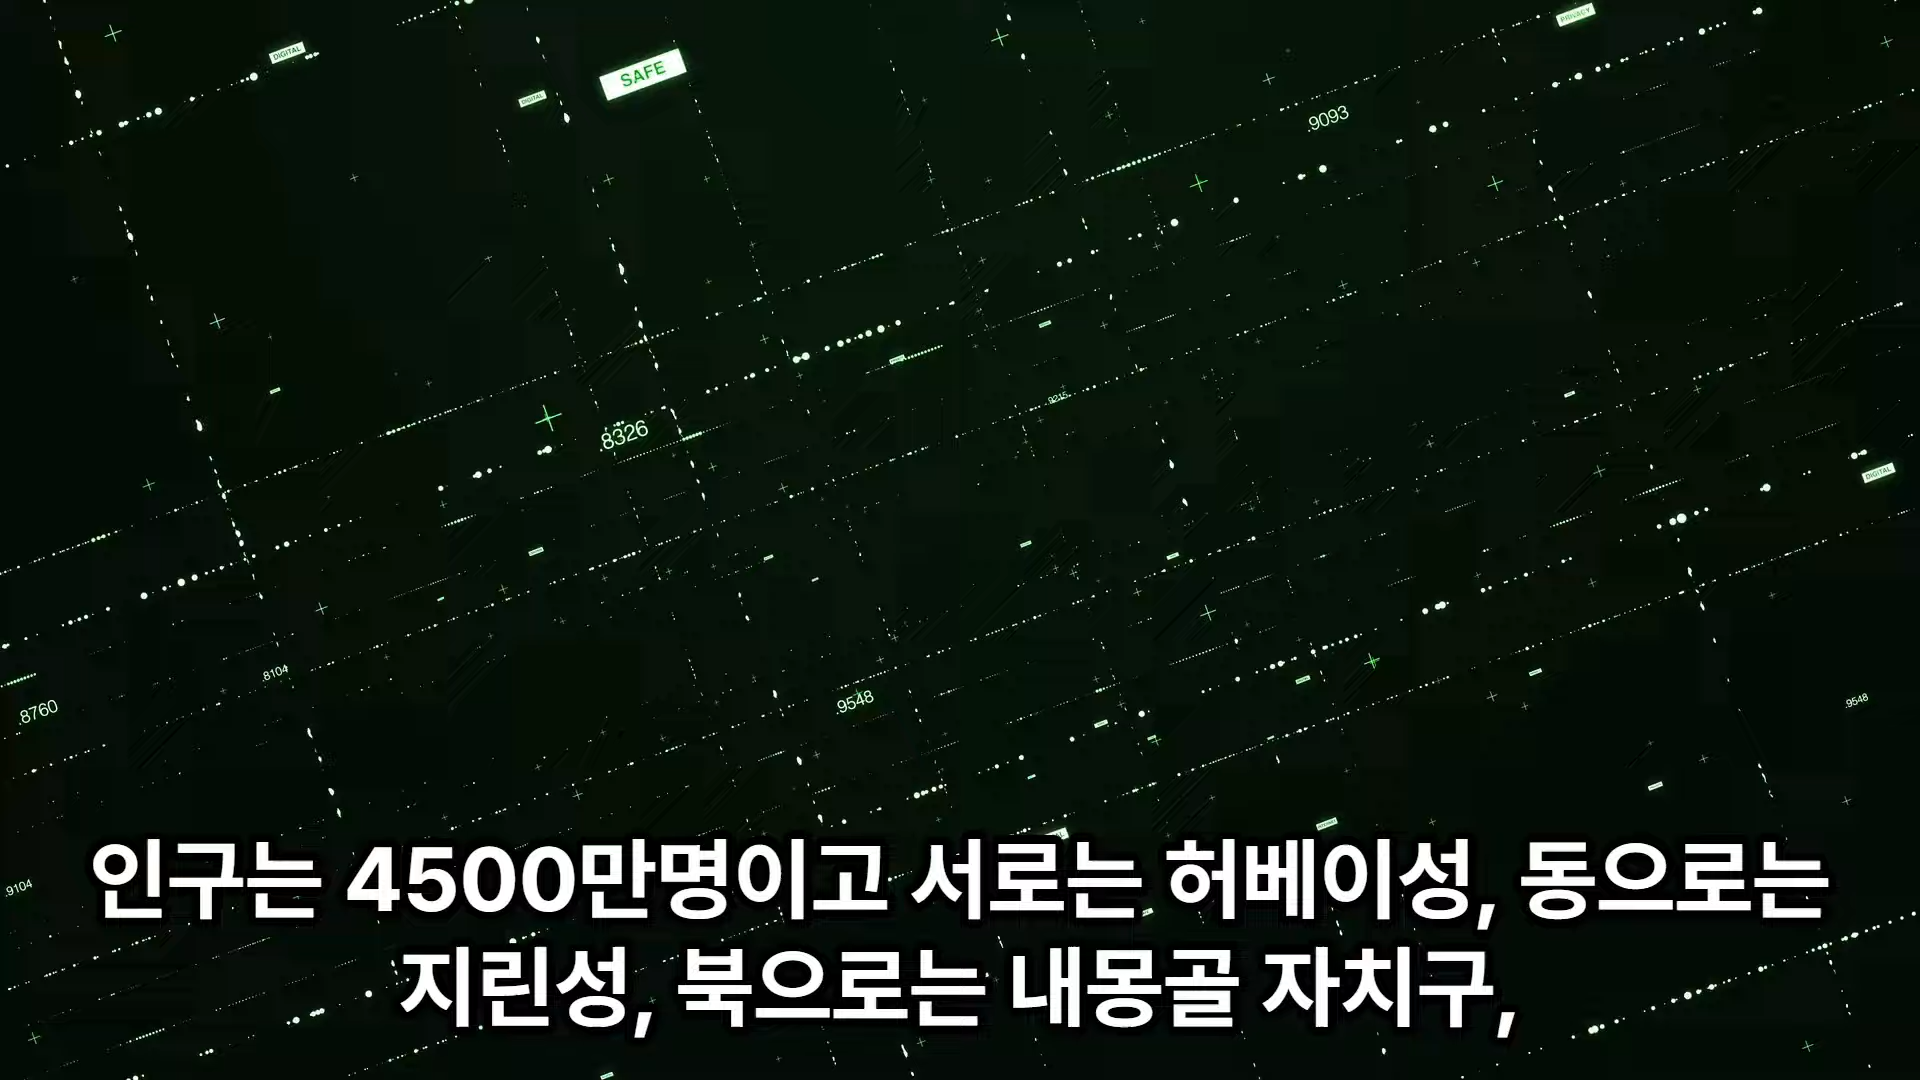 PRIVACY
DIGITAL
SAFE
DIGITAL
.9093
.8326
DIGITAL
.8104
.9548
.9548
.8760
인구는 4500만명이고 서로는 허베이성, 동으로는
.9104
지린성, 북으로는 내몽골 자치구,